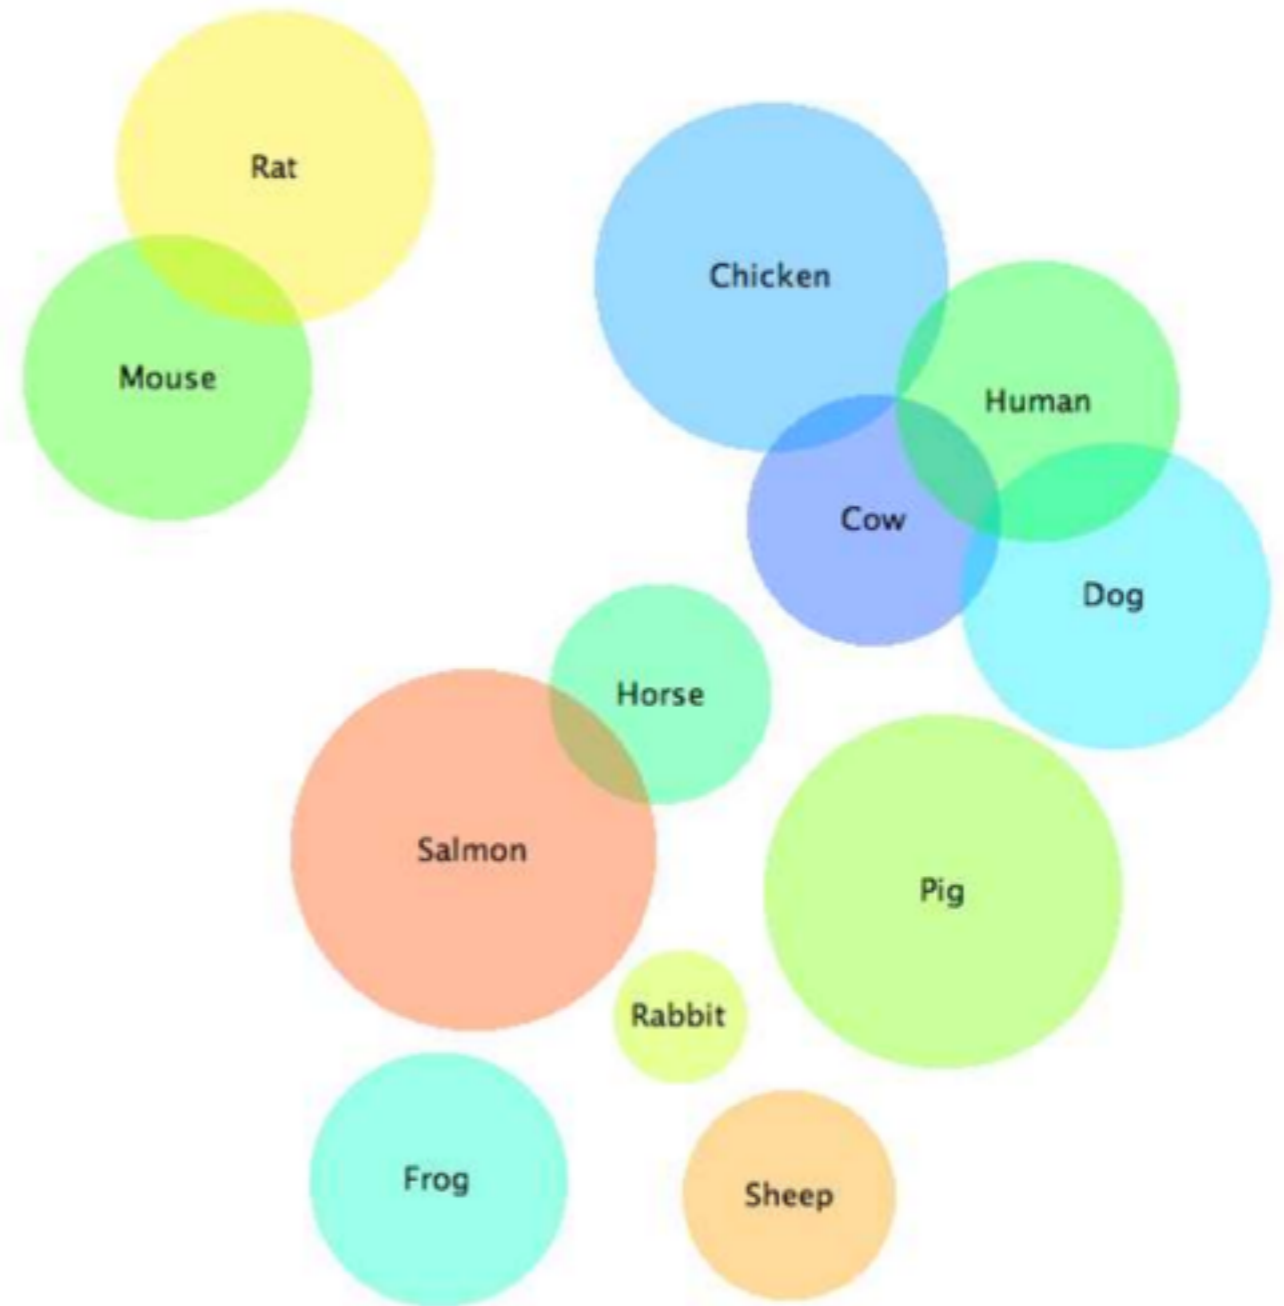 Rat
Chicken
Mouse
Human
Cow
Dog
Horse
Salmon
Pig
Rabbit
Frog
Sheep